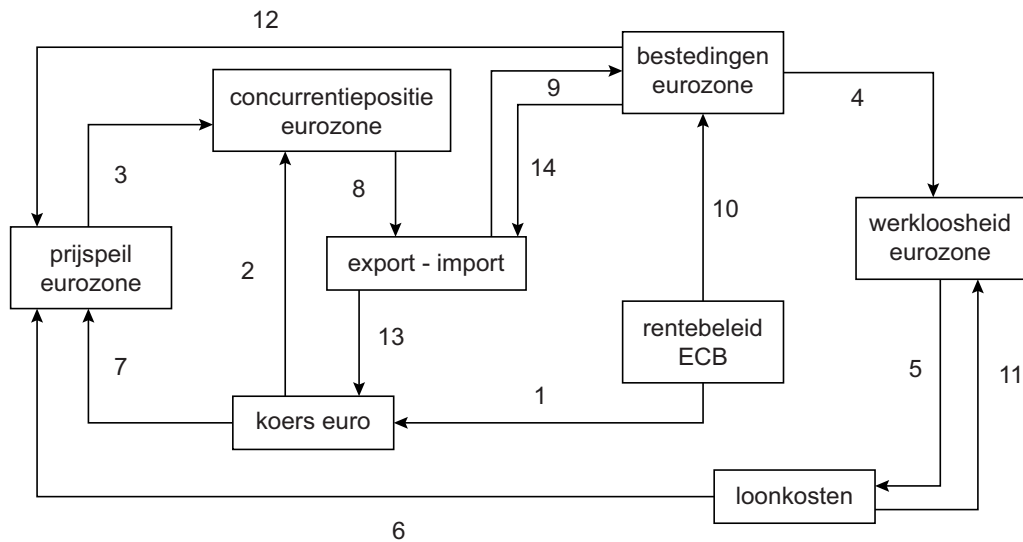 12
bestedingen
eurozone
9
4
concurrentiepositie
eurozone
3
8
14
10
werkloosheid
eurozone
prijspeil
eurozone
2
export - import
13
rentebeleid
ECB
7
5
11
1
koers euro
loonkosten
6